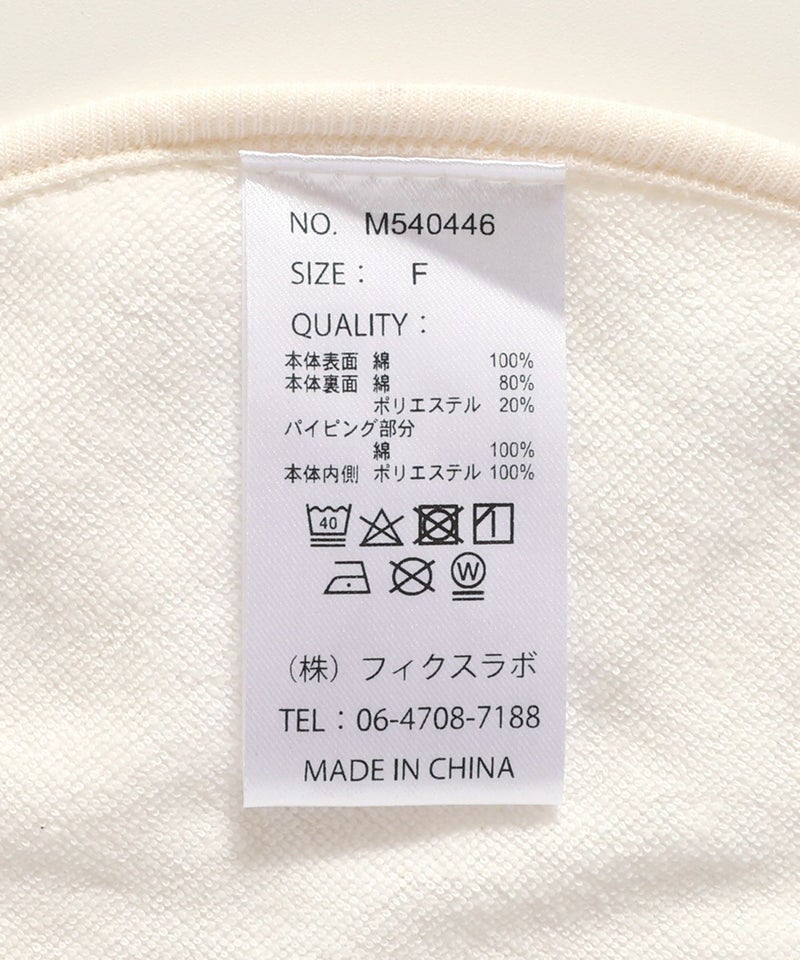 NO. M540446
SIZE： F
QUALITY：
本体表面 綿 100%
本体裏面 綿 80%
ポリエステル 20%
パイピング部分
綿 100%
本体内側 ポリエステル 100%
40
W
（株）フィクスラボ
TEL：06-4708-7188
MADE IN CHINA